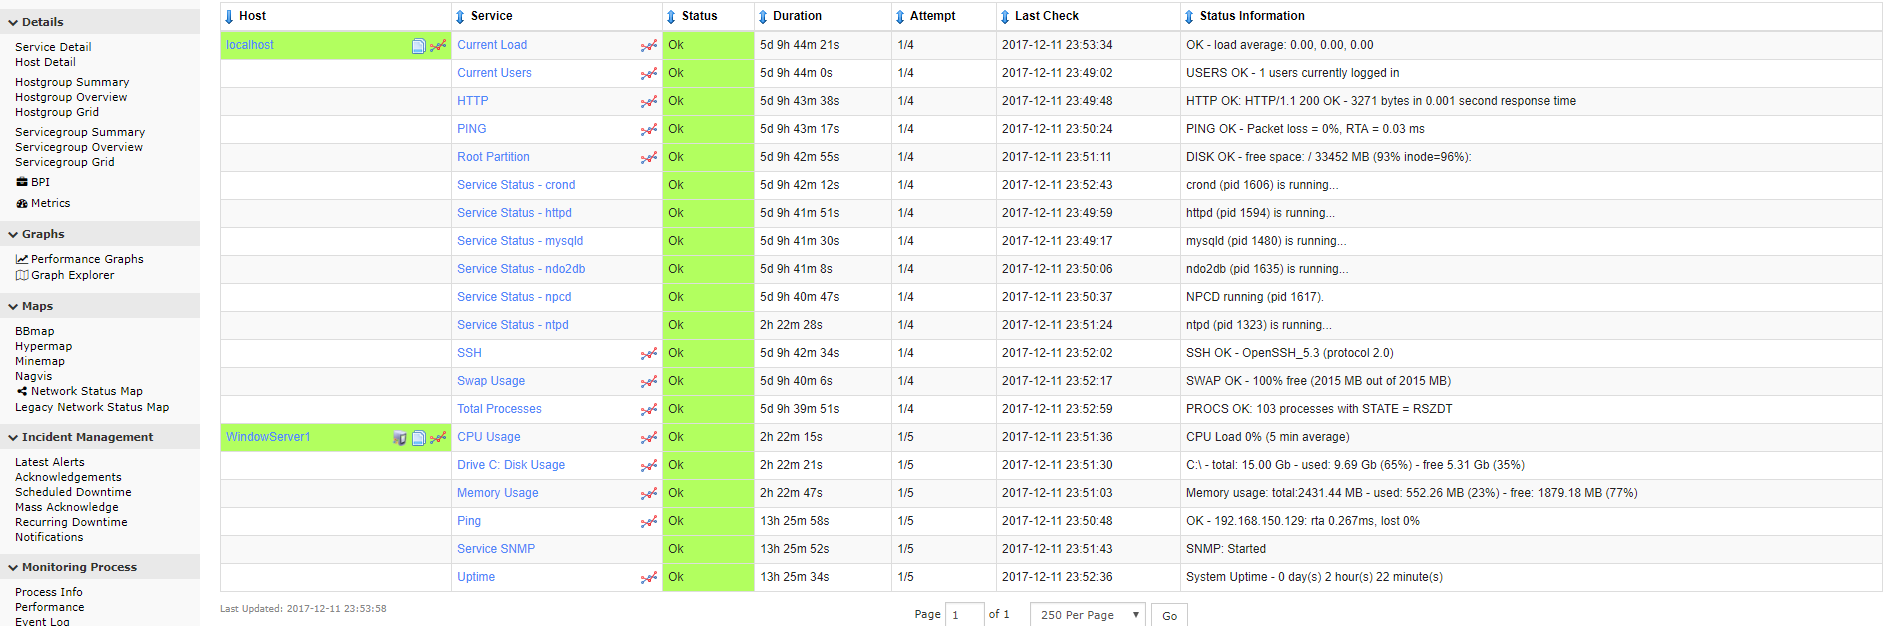 Details
Service Detail
Host Detail
Hostgroup Summary
Hostgroup Overview
Hostgroup Grid
Servicegroup Summary
Servicegroup Overview
Servicegroup Grid
BPI
Metrics
Graphs
Performance Graphs
Graph Explorer
Maps
BBmap
Hypermap
Minemap
Nagvis
Network Status Map
Legacy Network Status Map
Incident Management
Latest Alerts
Acknowledgements
Scheduled Downtime
Mass Acknowledge
Recurring Downtime
Notifications
Monitoring Process
Process Info
Performance
Event Log
Host Service Status Duration Attempt Last Check Status Information
localhost Current Load Ok 5d 9h 44m 21s 1/4 2017-12-11 23:53:34 OK - load average: 0.00, 0.00, 0.00
Current Users Ok 5d 9h 44m 0s 1/4 2017-12-11 23:49:02 USERS OK - 1 users currently logged in
HTTP Ok 5d 9h 43m 38s 1/4 2017-12-11 23:49:48 HTTP OK: HTTP/1.1 200 OK - 3271 bytes in 0.001 second response time
PING Ok 5d 9h 43m 17s 1/4 2017-12-11 23:50:24 PING OK - Packet loss = 0%, RTA = 0.03 ms
Root Partition Ok 5d 9h 42m 55s 1/4 2017-12-11 23:51:11 DISK OK - free space: / 33452 MB (93% inode=96%):
Service Status - crond Ok 5d 9h 42m 12s 1/4 2017-12-11 23:52:43 crond (pid 1606) is running...
Service Status - httpd Ok 5d 9h 41m 51s 1/4 2017-12-11 23:49:59 httpd (pid 1594) is running...
Service Status - mysqld Ok 5d 9h 41m 30s 1/4 2017-12-11 23:49:17 mysqld (pid 1480) is running...
Service Status - ndo2db Ok 5d 9h 41m 8s 1/4 2017-12-11 23:50:06 ndo2db (pid 1635) is running...
Service Status - npcd Ok 5d 9h 40m 47s 1/4 2017-12-11 23:50:37 NPCD running (pid 1617).
Service Status - ntpd Ok 2h 22m 28s 1/4 2017-12-11 23:51:24 ntpd (pid 1323) is running...
SSH Ok 5d 9h 42m 34s 1/4 2017-12-11 23:52:02 SSH OK - OpenSSH_5.3 (protocol 2.0)
Swap Usage Ok 5d 9h 40m 6s 1/4 2017-12-11 23:52:17 SWAP OK - 100% free (2015 MB out of 2015 MB)
Total Processes Ok 5d 9h 39m 51s 1/4 2017-12-11 23:52:59 PROCS OK: 103 processes with STATE = RSZDT
WindowServer1 CPU Usage Ok 2h 22m 15s 1/5 2017-12-11 23:51:36 CPU Load 0% (5 min average)
Drive C: Disk Usage Ok 2h 22m 21s 1/5 2017-12-11 23:51:30 C:\ - total: 15.00 Gb - used: 9.69 Gb (65%) - free 5.31 Gb (35%)
Memory Usage Ok 2h 22m 47s 1/5 2017-12-11 23:51:03 Memory usage: total:2431.44 MB - used: 552.26 MB (23%) - free: 1879.18 MB (77%)
Ping Ok 13h 25m 58s 1/5 2017-12-11 23:50:48 OK - 192.168.150.129: rta 0.267ms, lost 0%
Service SNMP Ok 13h 25m 52s 1/5 2017-12-11 23:51:43 SNMP: Started
Uptime Ok 13h 25m 34s 1/5 2017-12-11 23:52:36 System Uptime - 0 day(s) 2 hour(s) 22 minute(s)
Last Updated: 2017-12-11 23:53:58
Page 1 of 1 250 Per Page Go